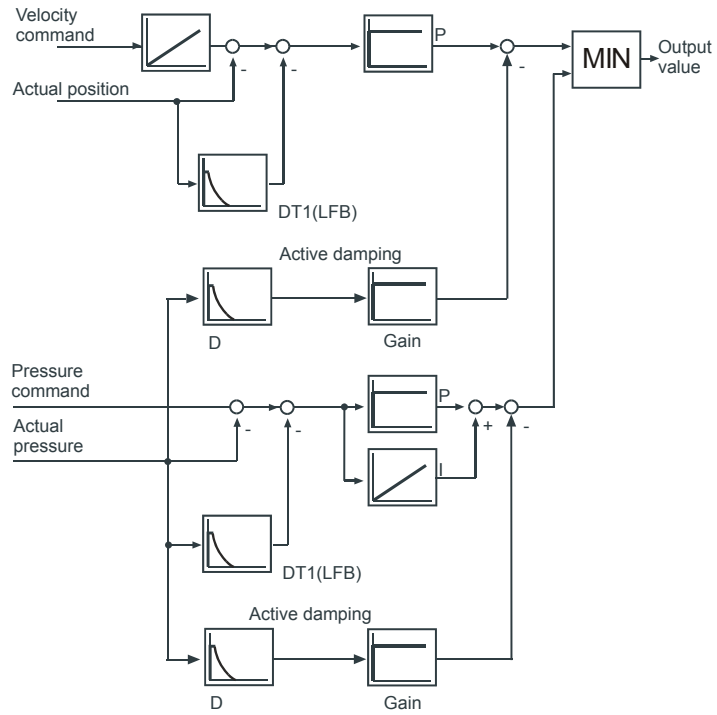 Velocity
command
P
MIN
Output
value
-
-
-
Actual position
DT1(LFB)
Active damping
D
Gain
Pressure
command
P
Actual
pressure
-
-
+
-
I
DT1(LFB)
Active damping
D
Gain